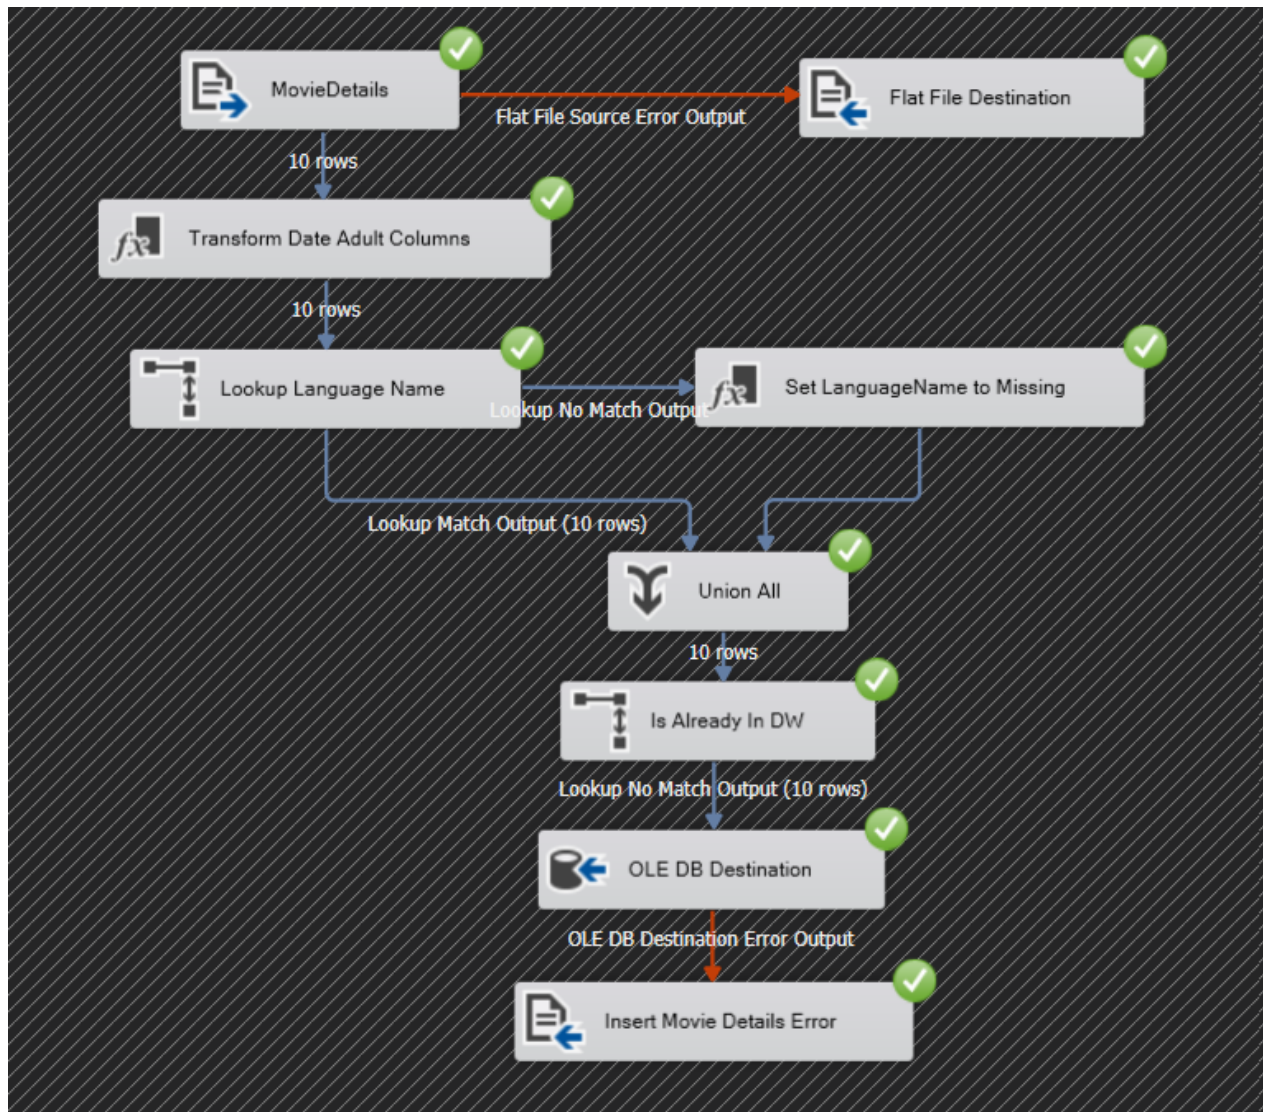 MovieDetails
Flat File Source Error Output
Flat File Destination
10 rows
fx
Transform Date Adult Columns
10 rows
Lookup Language Name
Lookup No Match Output
fx
Set LanguageName to Missing
Lookup Match Output (10 rows)
Union All
10 rows
Is Already In DW
Lookup No Match Output (10 rows)
OLE DB Destination
OLE DB Destination Error Output
Insert Movie Details Error